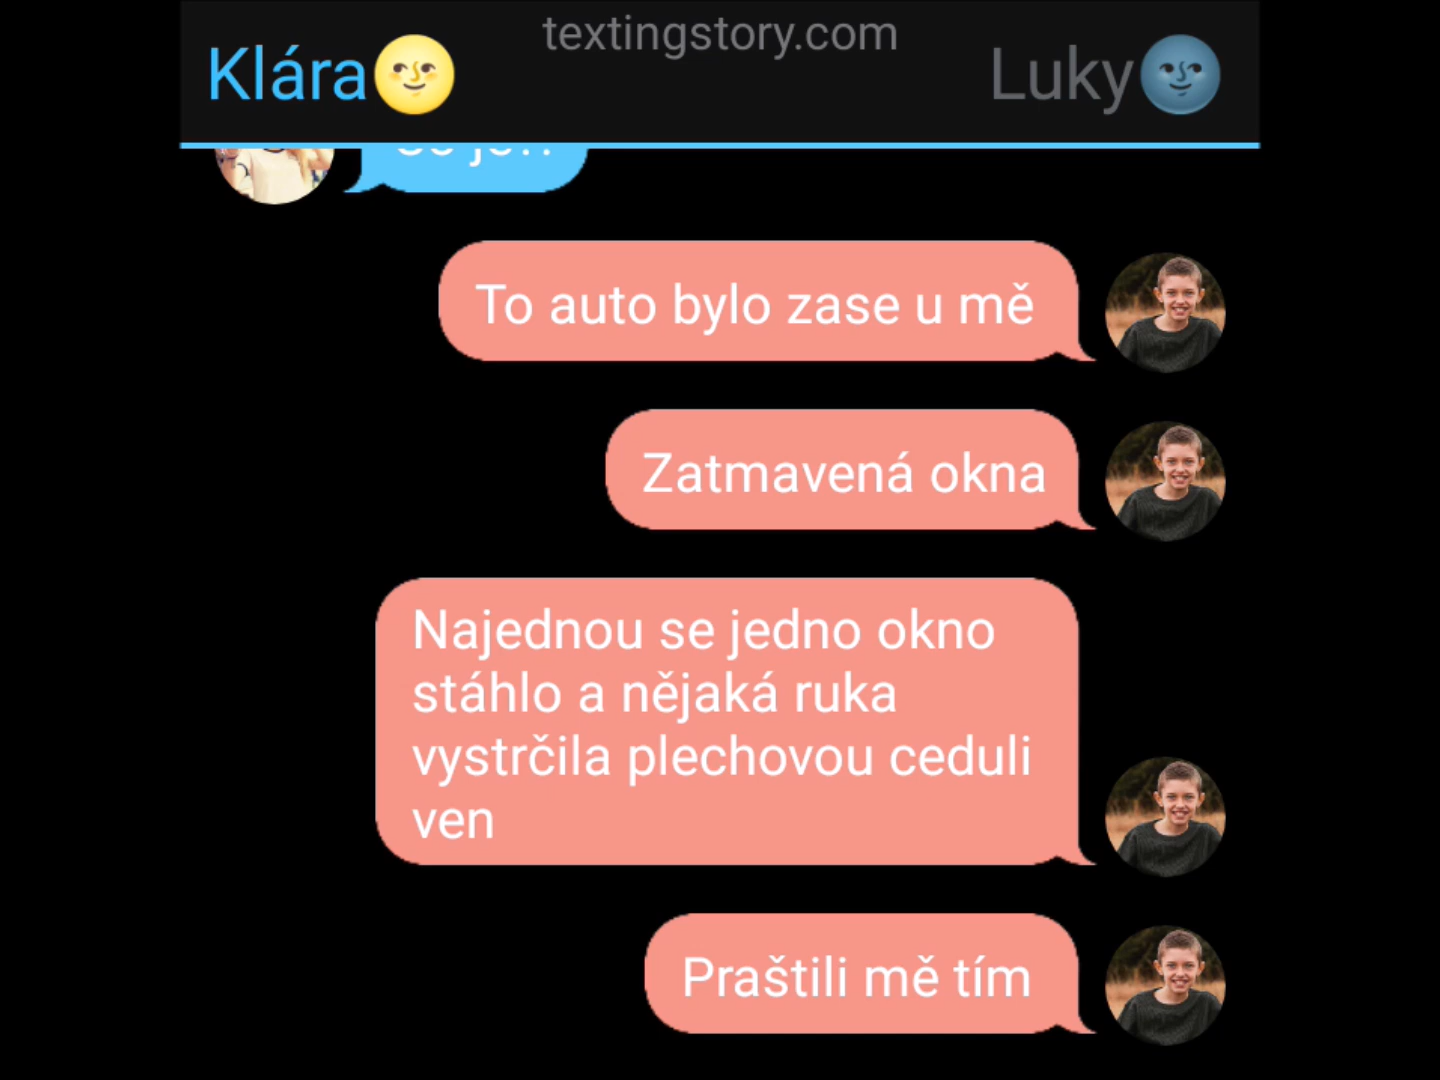 textingstory.com
Klára🌝
Luky🌚
To auto bylo zase u mě
Zatmavená okna
Najednou se jedno okno
stáhlo a nějaká ruka
vystrčila plechovou ceduli
ven
Praštili mě tím